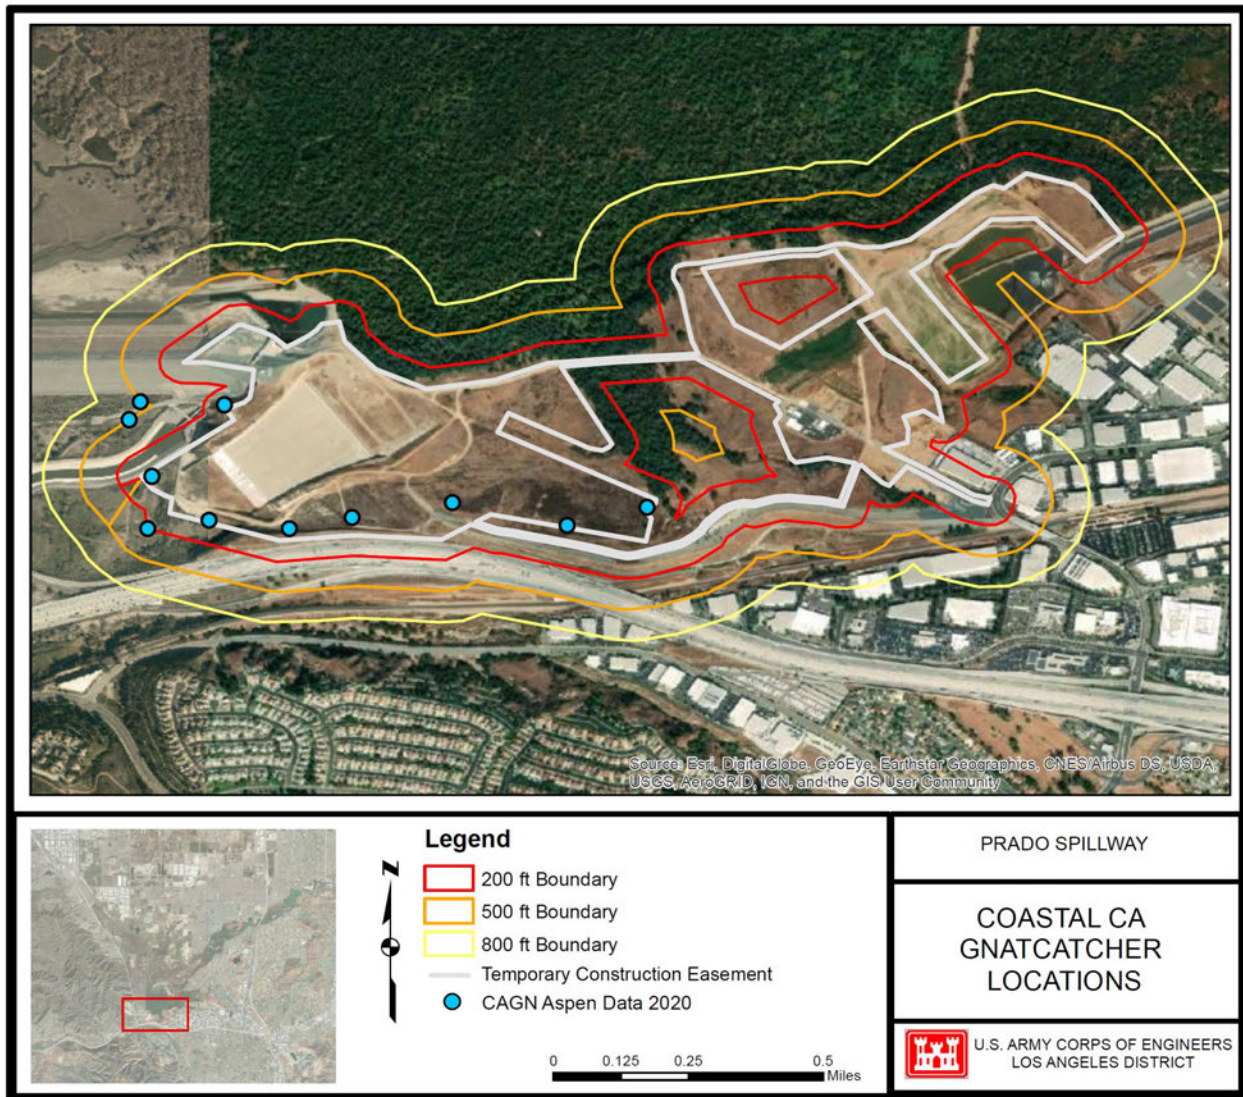 Source: Esri, DigitalGlobe, GeoEye, Earthstar Geographics, CNES/Airbus DS, USDA,
USGS, AeroGRID, IGN, and the GIS User Community
N
Legend
200 ft Boundary
500 ft Boundary
800 ft Boundary
Temporary Construction Easement
CAGN Aspen Data 2020
0 0.125 0.25 0.5
Miles
PRADO SPILLWAY
COASTAL CA
GNATCATCHER
LOCATIONS
U.S. ARMY CORPS OF ENGINEERS
LOS ANGELES DISTRICT